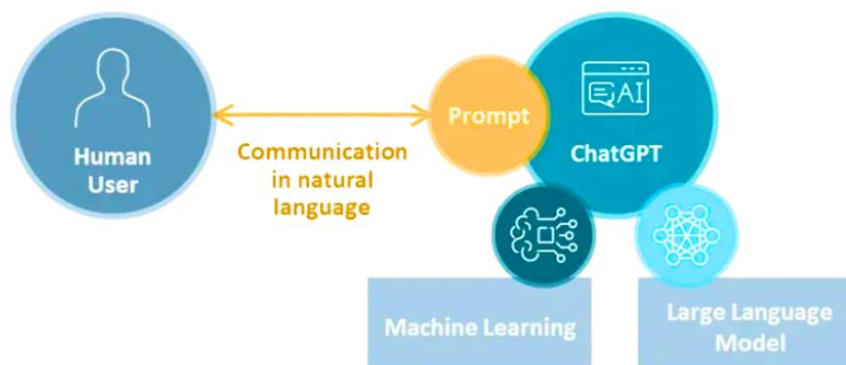 Human
User
Communication
in natural
language
Prompt
AI
ChatGPT
Machine Learning
Large Language
Model